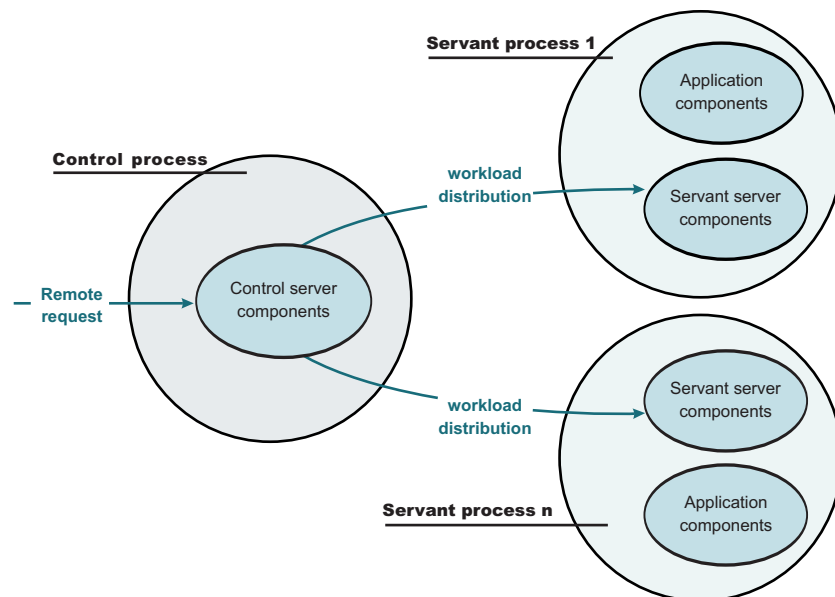 Servant process 1
Application
components
Control process
workload
distribution
Servant server
components
Remote
request
Control server
components
Servant server
components
workload
distribution
Application
components
Servant process n